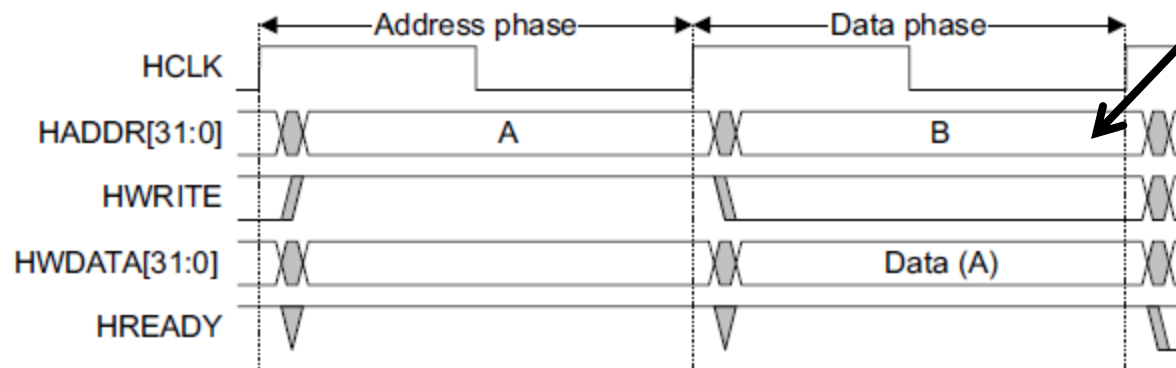 Address phase Data phase
HCLK
HADDR[31:0] A B
HWRITE
HWDATA[31:0] Data (A)
HREADY